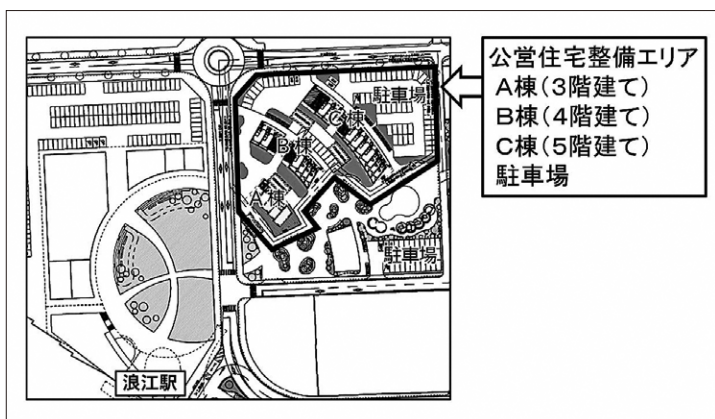 公営住宅整備エリア
A棟(3階建て)
B棟(4階建て)
C棟(5階建て)
駐車場
駐車場
C棟
B棟
A棟
駐車場
浪江駅